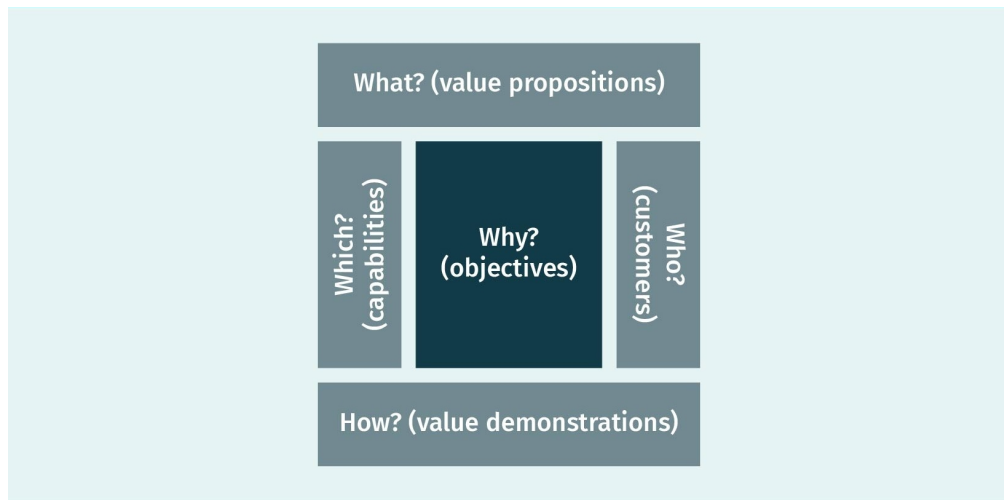 What? (value propositions)
Which?
(capabilities)
Why?
(objectives)
Who?
(customers)
How? (value demonstrations)